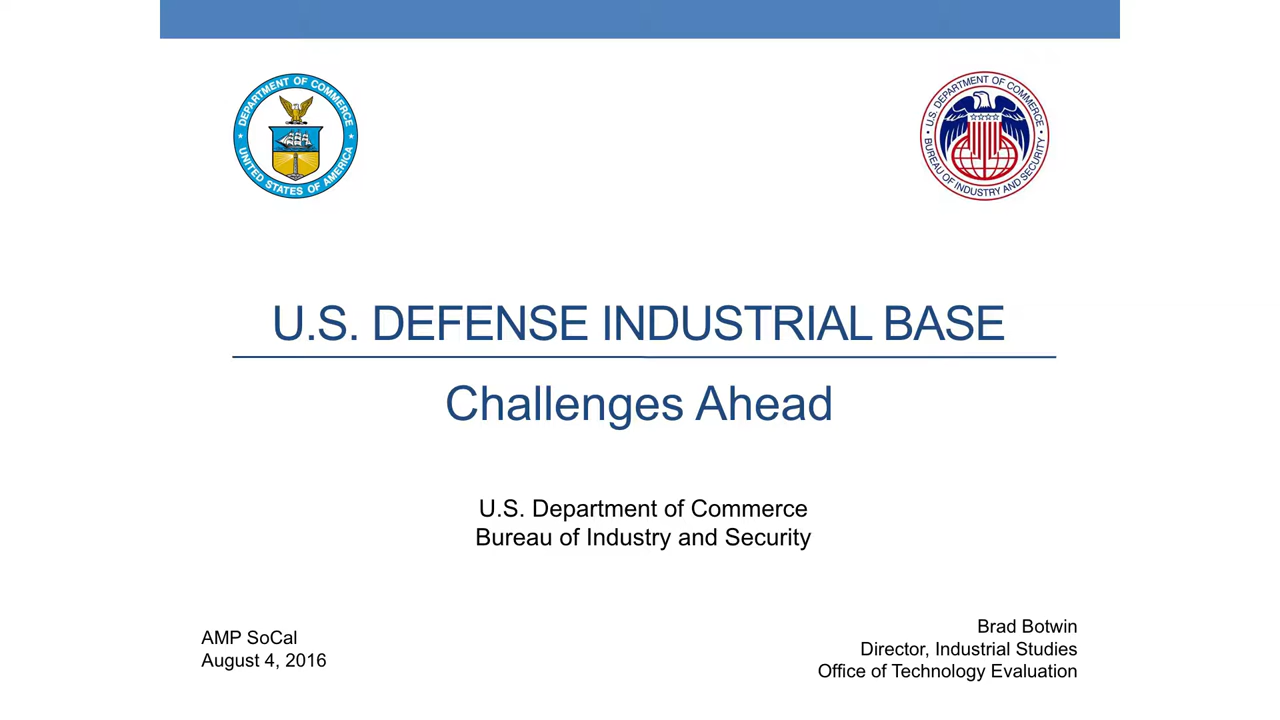 DEPARTMENT OF COMMERCE
UNITED STATES OF AMERICA
U.S. DEPARTMENT OF COMMERCE
BUREAU OF INDUSTRY AND SECURITY
U.S. DEFENSE INDUSTRIAL BASE
Challenges Ahead
U.S. Department of Commerce
Bureau of Industry and Security
AMP SoCal
August 4, 2016
Brad Botwin
Director, Industrial Studies
Office of Technology Evaluation